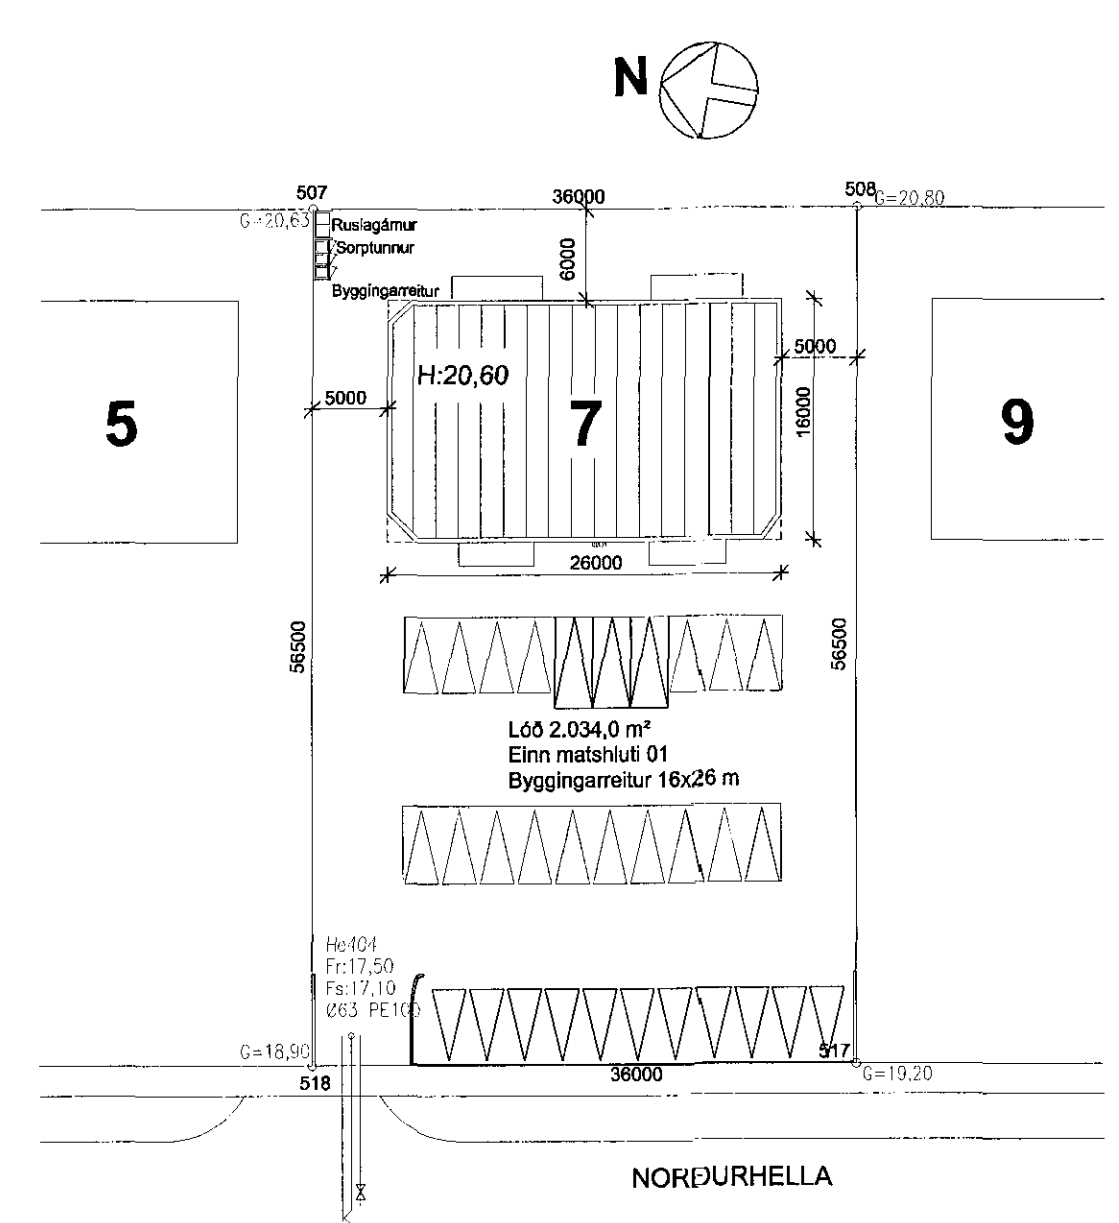 N
507
36000
508
G=20,63
G=20,80
Ruslagámur
Sorptunnur
6000
Byggingarreitur
H:20,60
5000
5000
16000
5
7
9
26000
56500
56500
Lóð 2.034,0 m²
Einn matshluti 01
Byggingarreitur 16x26 m
He404
Fr:17,50
Fs:17,10
Ø63 PE100
G=18,90
517
518
36000
G=19,20
NORÐURHELLA